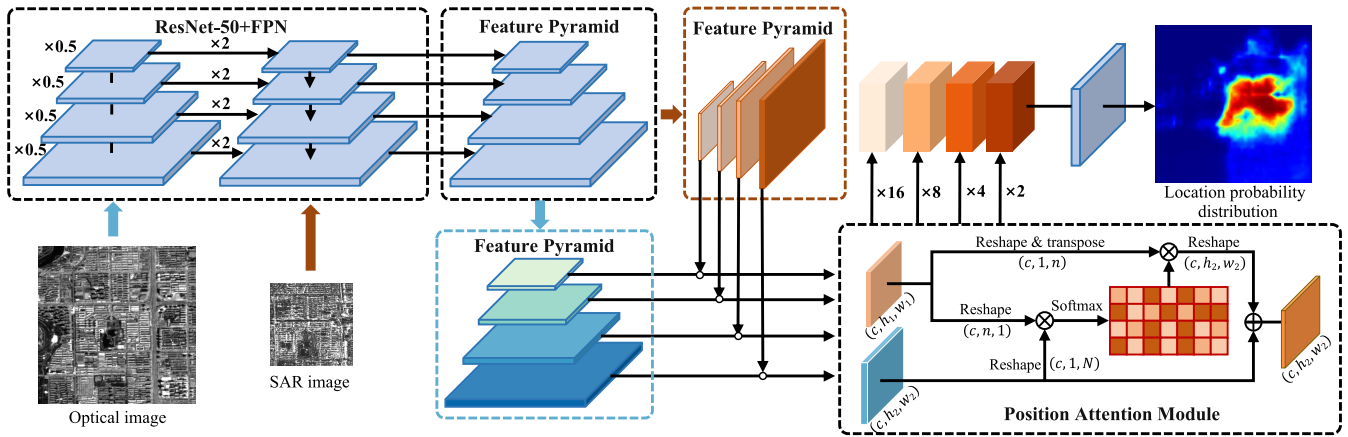 ResNet-50+FPN
×0.5
×2
×0.5
×2
×0.5
×2
×0.5
×2
Feature Pyramid
Feature Pyramid
Optical image
SAR image
Feature Pyramid
×16
×8
×4
×2
Location probability
distribution
Reshape & transpose
(c, 1, n)
Reshape
(c, h₂, w₂)
(c, h₁, w₁)
Reshape
(c, n, 1)
Softmax
Reshape
(c, 1, N)
(c, h₂, w₂)
(c, h₂, w₂)
Position Attention Module